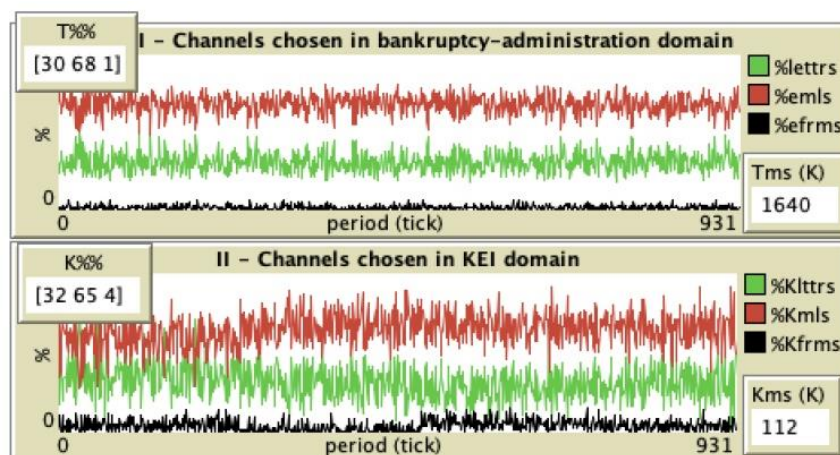 T%%
[30 68 1]
I - Channels chosen in bankruptcy-administration domain
%
0
0
period (tick)
931
%lettrs
%emls
%efrms
Tms (K)
1640
K%%
[32 65 4]
II - Channels chosen in KEI domain
%
0
0
period (tick)
931
%Klttrs
%Kmls
%Kfrms
Kms (K)
112